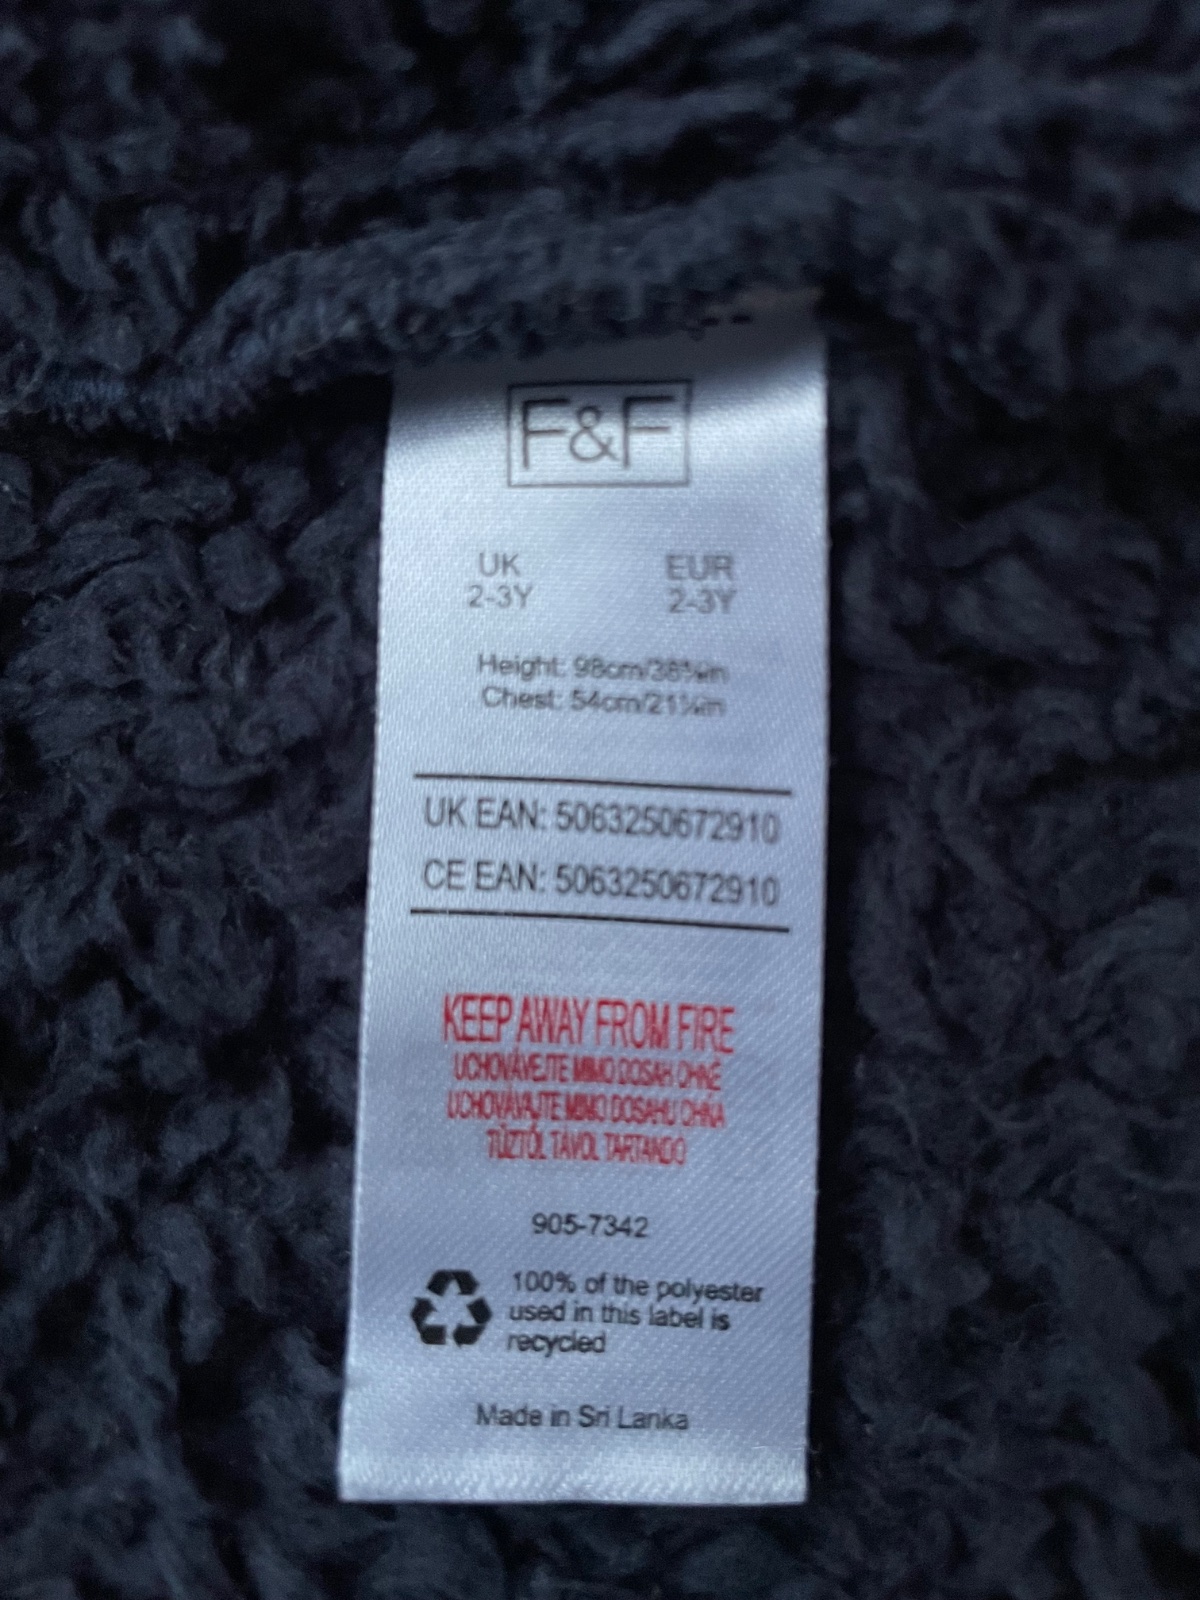 F&F
UK EUR
2-3Y 2-3Y
Height: 98cm/38½in
Chest: 54cm/21¼in
UK EAN: 5063250672910
CE EAN: 5063250672910
KEEP AWAY FROM FIRE
UCHOVÁVEJTE MIMO DOSAH OHNĚ
UCHOVÁVAJTE MIMO DOSAHU OHŇA
TŰZTŐL TÁVOL TARTANDÓ
905-7342
100% of the polyester
used in this label is
recycled
Made in Sri Lanka